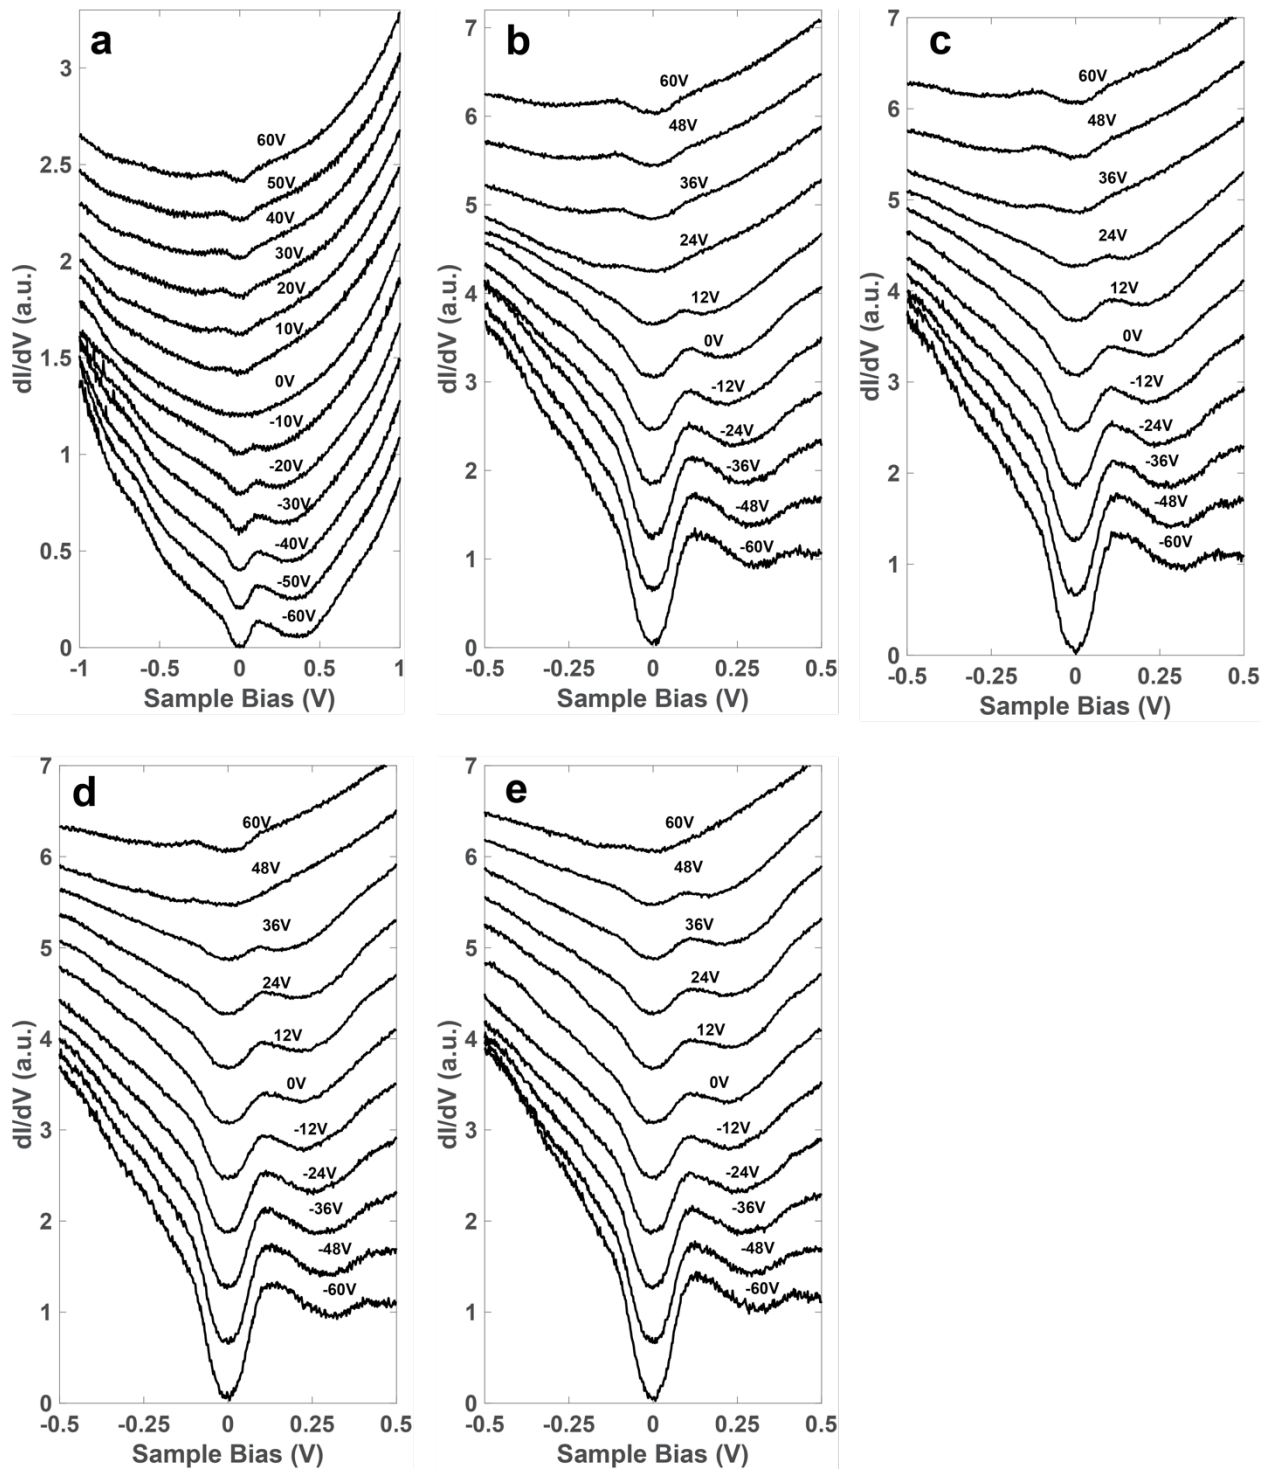 a
dI/dV (a.u.)
3
2.5
2
1.5
1
0.5
0
60V
50V
40V
30V
20V
10V
0V
-10V
-20V
-30V
-40V
-50V
-60V
-1 -0.5 0 0.5 1
Sample Bias (V)
b
dI/dV (a.u.)
7
6
5
4
3
2
1
0
60V
48V
36V
24V
12V
0V
-12V
-24V
-36V
-48V
-60V
-0.5 -0.25 0 0.25 0.5
Sample Bias (V)
c
dI/dV (a.u.)
7
6
5
4
3
2
1
0
60V
48V
36V
24V
12V
0V
-12V
-24V
-36V
-48V
-60V
-0.5 -0.25 0 0.25 0.5
Sample Bias (V)
d
dI/dV (a.u.)
7
6
5
4
3
2
1
0
60V
48V
36V
24V
12V
0V
-12V
-24V
-36V
-48V
-60V
-0.5 -0.25 0 0.25 0.5
Sample Bias (V)
e
dI/dV (a.u.)
7
6
5
4
3
2
1
0
60V
48V
36V
24V
12V
0V
-12V
-24V
-36V
-48V
-60V
-0.5 -0.25 0 0.25 0.5
Sample Bias (V)